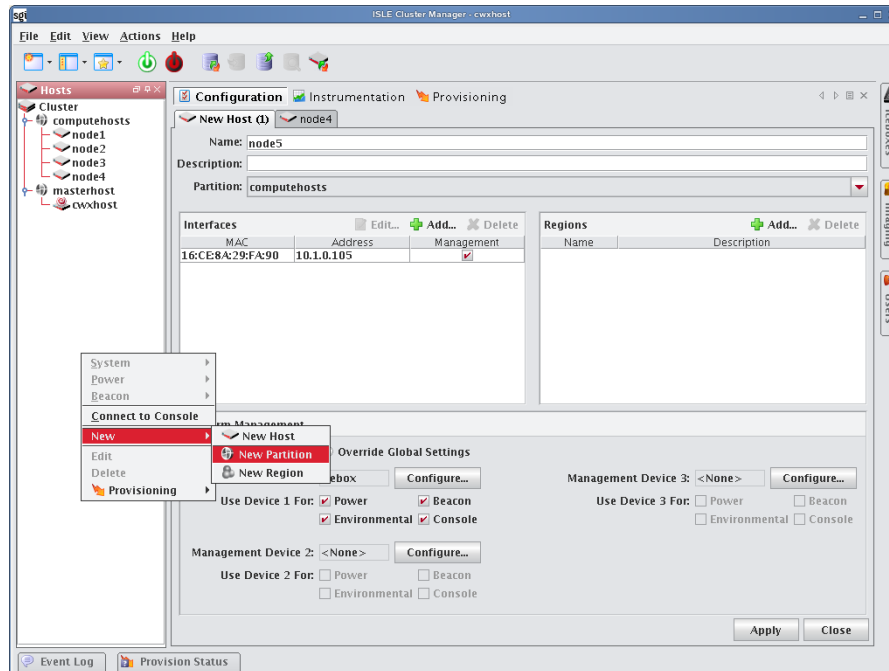 sgi
ISLE Cluster Manager - cwxhost
File Edit View Actions Help
Hosts
Cluster
computehosts
node1
node2
node3
node4
masterhost
cwxhost
Configuration Instrumentation Provisioning
New Host (1) node4
Name: node5
Description:
Partition: computehosts
Interfaces Edit... Add... Delete
MAC Address Management
16:CE:8A:29:FA:90 10.1.0.105
Regions Add... Delete
Name Description
System
Power
Beacon
Connect to Console
New
Edit
Delete
Provisioning
New Host
New Partition
New Region
Management
Override Global Settings
ebox Configure...
Use Device 1 For: Power Beacon
Environmental Console
Management Device 2: <None> Configure...
Use Device 2 For: Power Beacon
Environmental Console
Management Device 3: <None> Configure...
Use Device 3 For: Power Beacon
Environmental Console
Apply Close
Imaging
Users
Event Log Provision Status